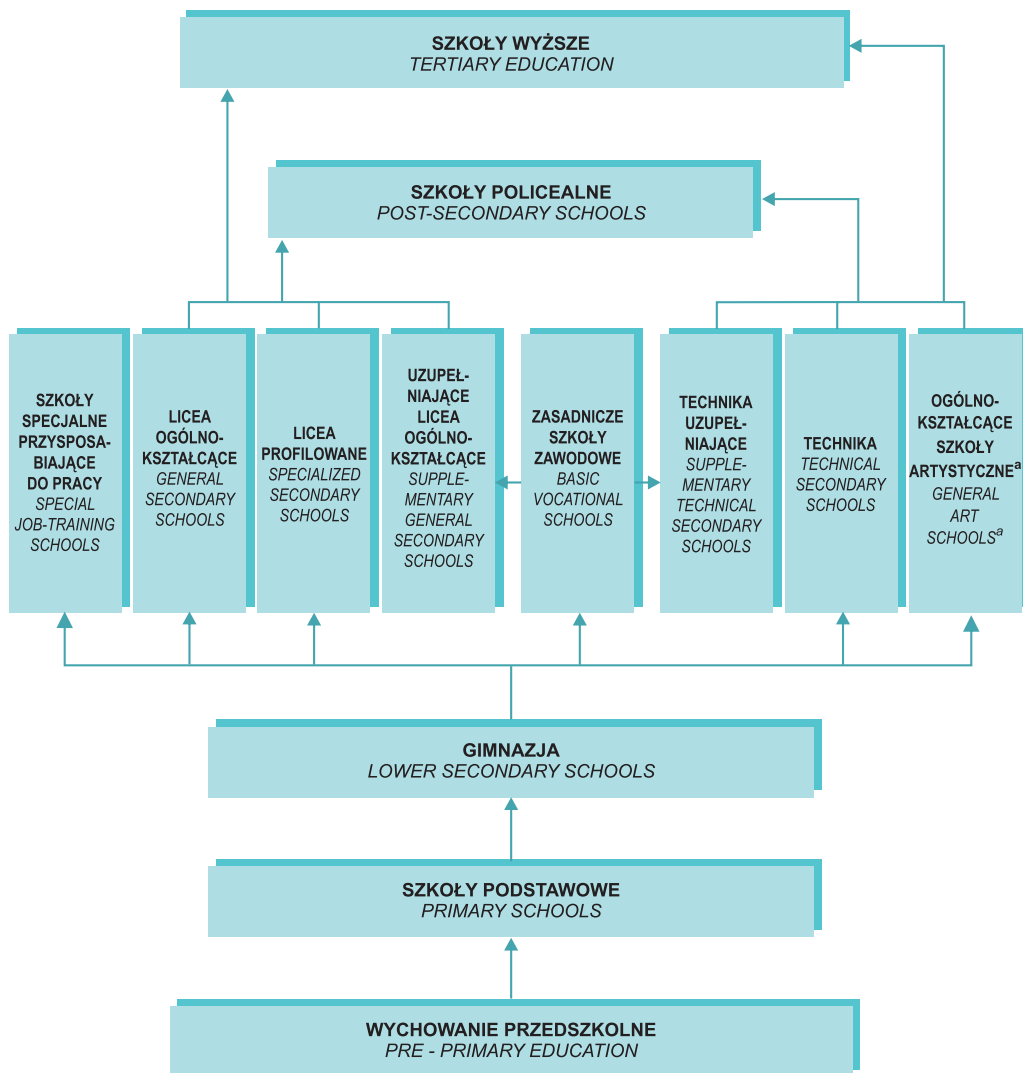 SZKOŁY WYŻSZE
TERTIARY EDUCATION
SZKOŁY POLICEALNE
POST-SECONDARY SCHOOLS
SZKOŁY
SPECJALNE
PRZYSPOSA-
BIAJĄCE
DO PRACY
SPECIAL
JOB-TRAINING
SCHOOLS
LICEA
OGÓLNO-
KSZTAŁCĄCE
GENERAL
SECONDARY
SCHOOLS
LICEA
PROFILOWANE
SPECIALIZED
SECONDARY
SCHOOLS
UZUPEŁ-
NIAJĄCE
LICEA
OGÓLNO-
KSZTAŁCĄCE
SUPPLE-
MENTARY
GENERAL
SECONDARY
SCHOOLS
ZASADNICZE
SZKOŁY
ZAWODOWE
BASIC
VOCATIONAL
SCHOOLS
TECHNIKA
UZUPEŁ-
NIAJĄCE
SUPPLE-
MENTARY
TECHNICAL
SECONDARY
SCHOOLS
TECHNIKA
TECHNICAL
SECONDARY
SCHOOLS
OGÓLNO-
KSZTAŁCĄCE
SZKOŁY
ARTYSTYCZNEᵃ
GENERAL
ART
SCHOOLSᵃ
GIMNAZJA
LOWER SECONDARY SCHOOLS
SZKOŁY PODSTAWOWE
PRIMARY SCHOOLS
WYCHOWANIE PRZEDSZKOLNE
PRE - PRIMARY EDUCATION